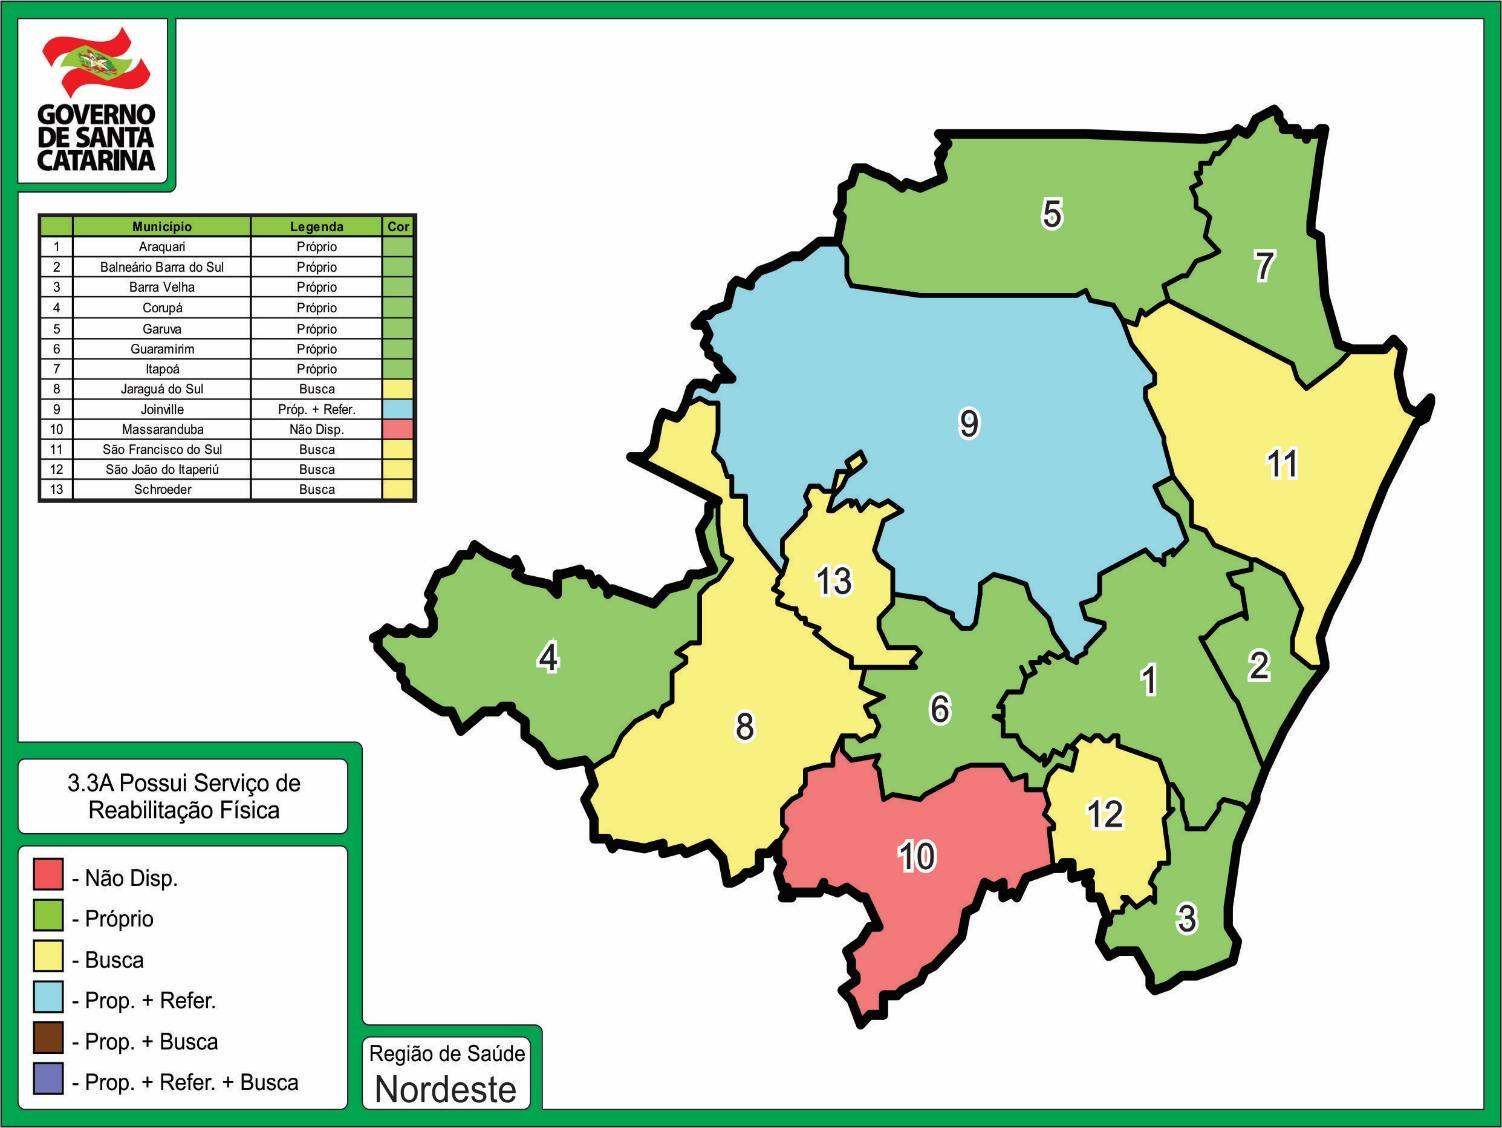 GOVERNO
DE SANTA
CATARINA
Município Legenda Cor
1 Araquari Próprio
2 Balneário Barra do Sul Próprio
3 Barra Velha Próprio
4 Corupá Próprio
5 Garuva Próprio
6 Guaramirim Próprio
7 Itapoá Próprio
8 Jaraguá do Sul Busca
9 Joinville Próp. + Refer.
10 Massaranduba Não Disp.
11 São Francisco do Sul Busca
12 São João do Itaperiú Busca
13 Schroeder Busca
5
7
9
11
13
4
2
1
6
8
12
10
3
3.3A Possui Serviço de
Reabilitação Física
- Não Disp.
- Próprio
- Busca
- Prop. + Refer.
- Prop. + Busca
- Prop. + Refer. + Busca
Região de Saúde
Nordeste